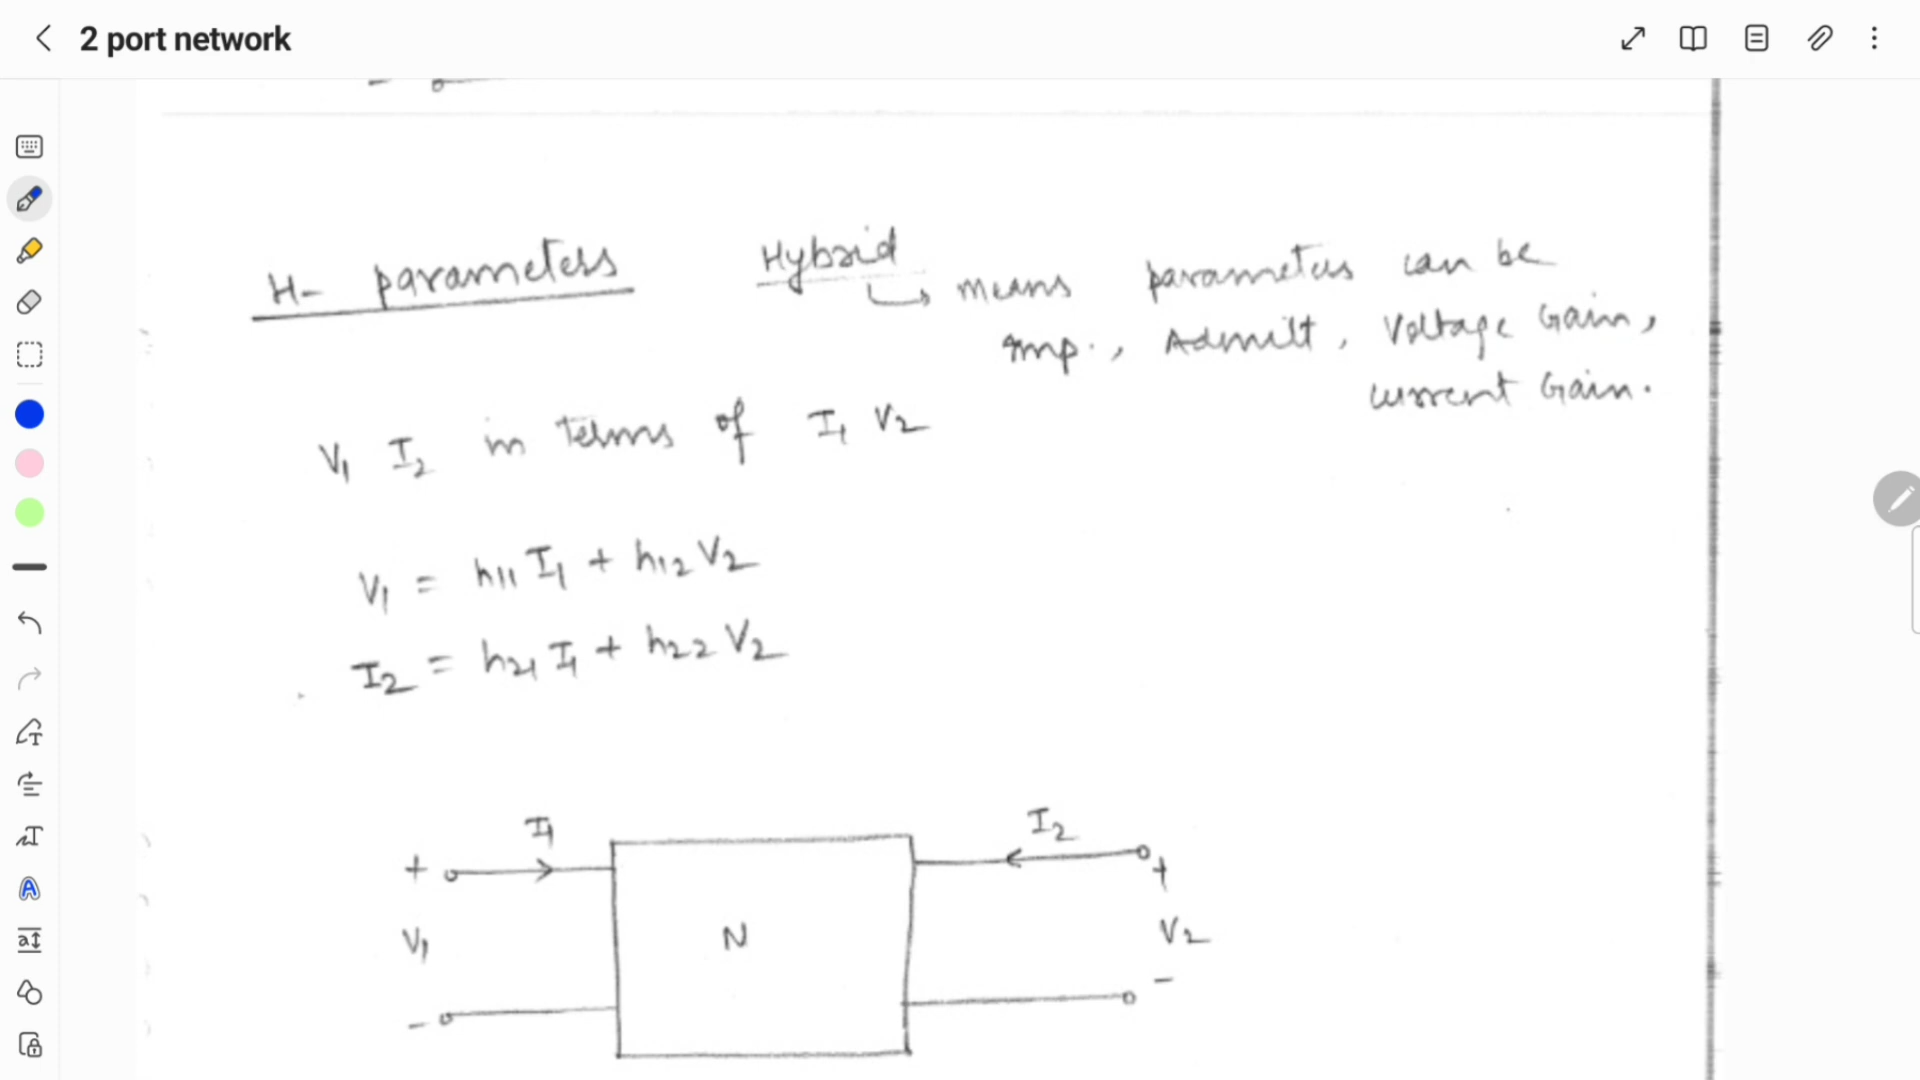 2 port network
H- parameters Hybrid
means parameters can be
Imp., Admitt, Voltage Gain,
current Gain.
V1 I2 in terms of I1 V2
V1 = h11 I1 + h12 V2
I2 = h21 I1 + h22 V2
I1 I2
+ +
V1 N V2
- -